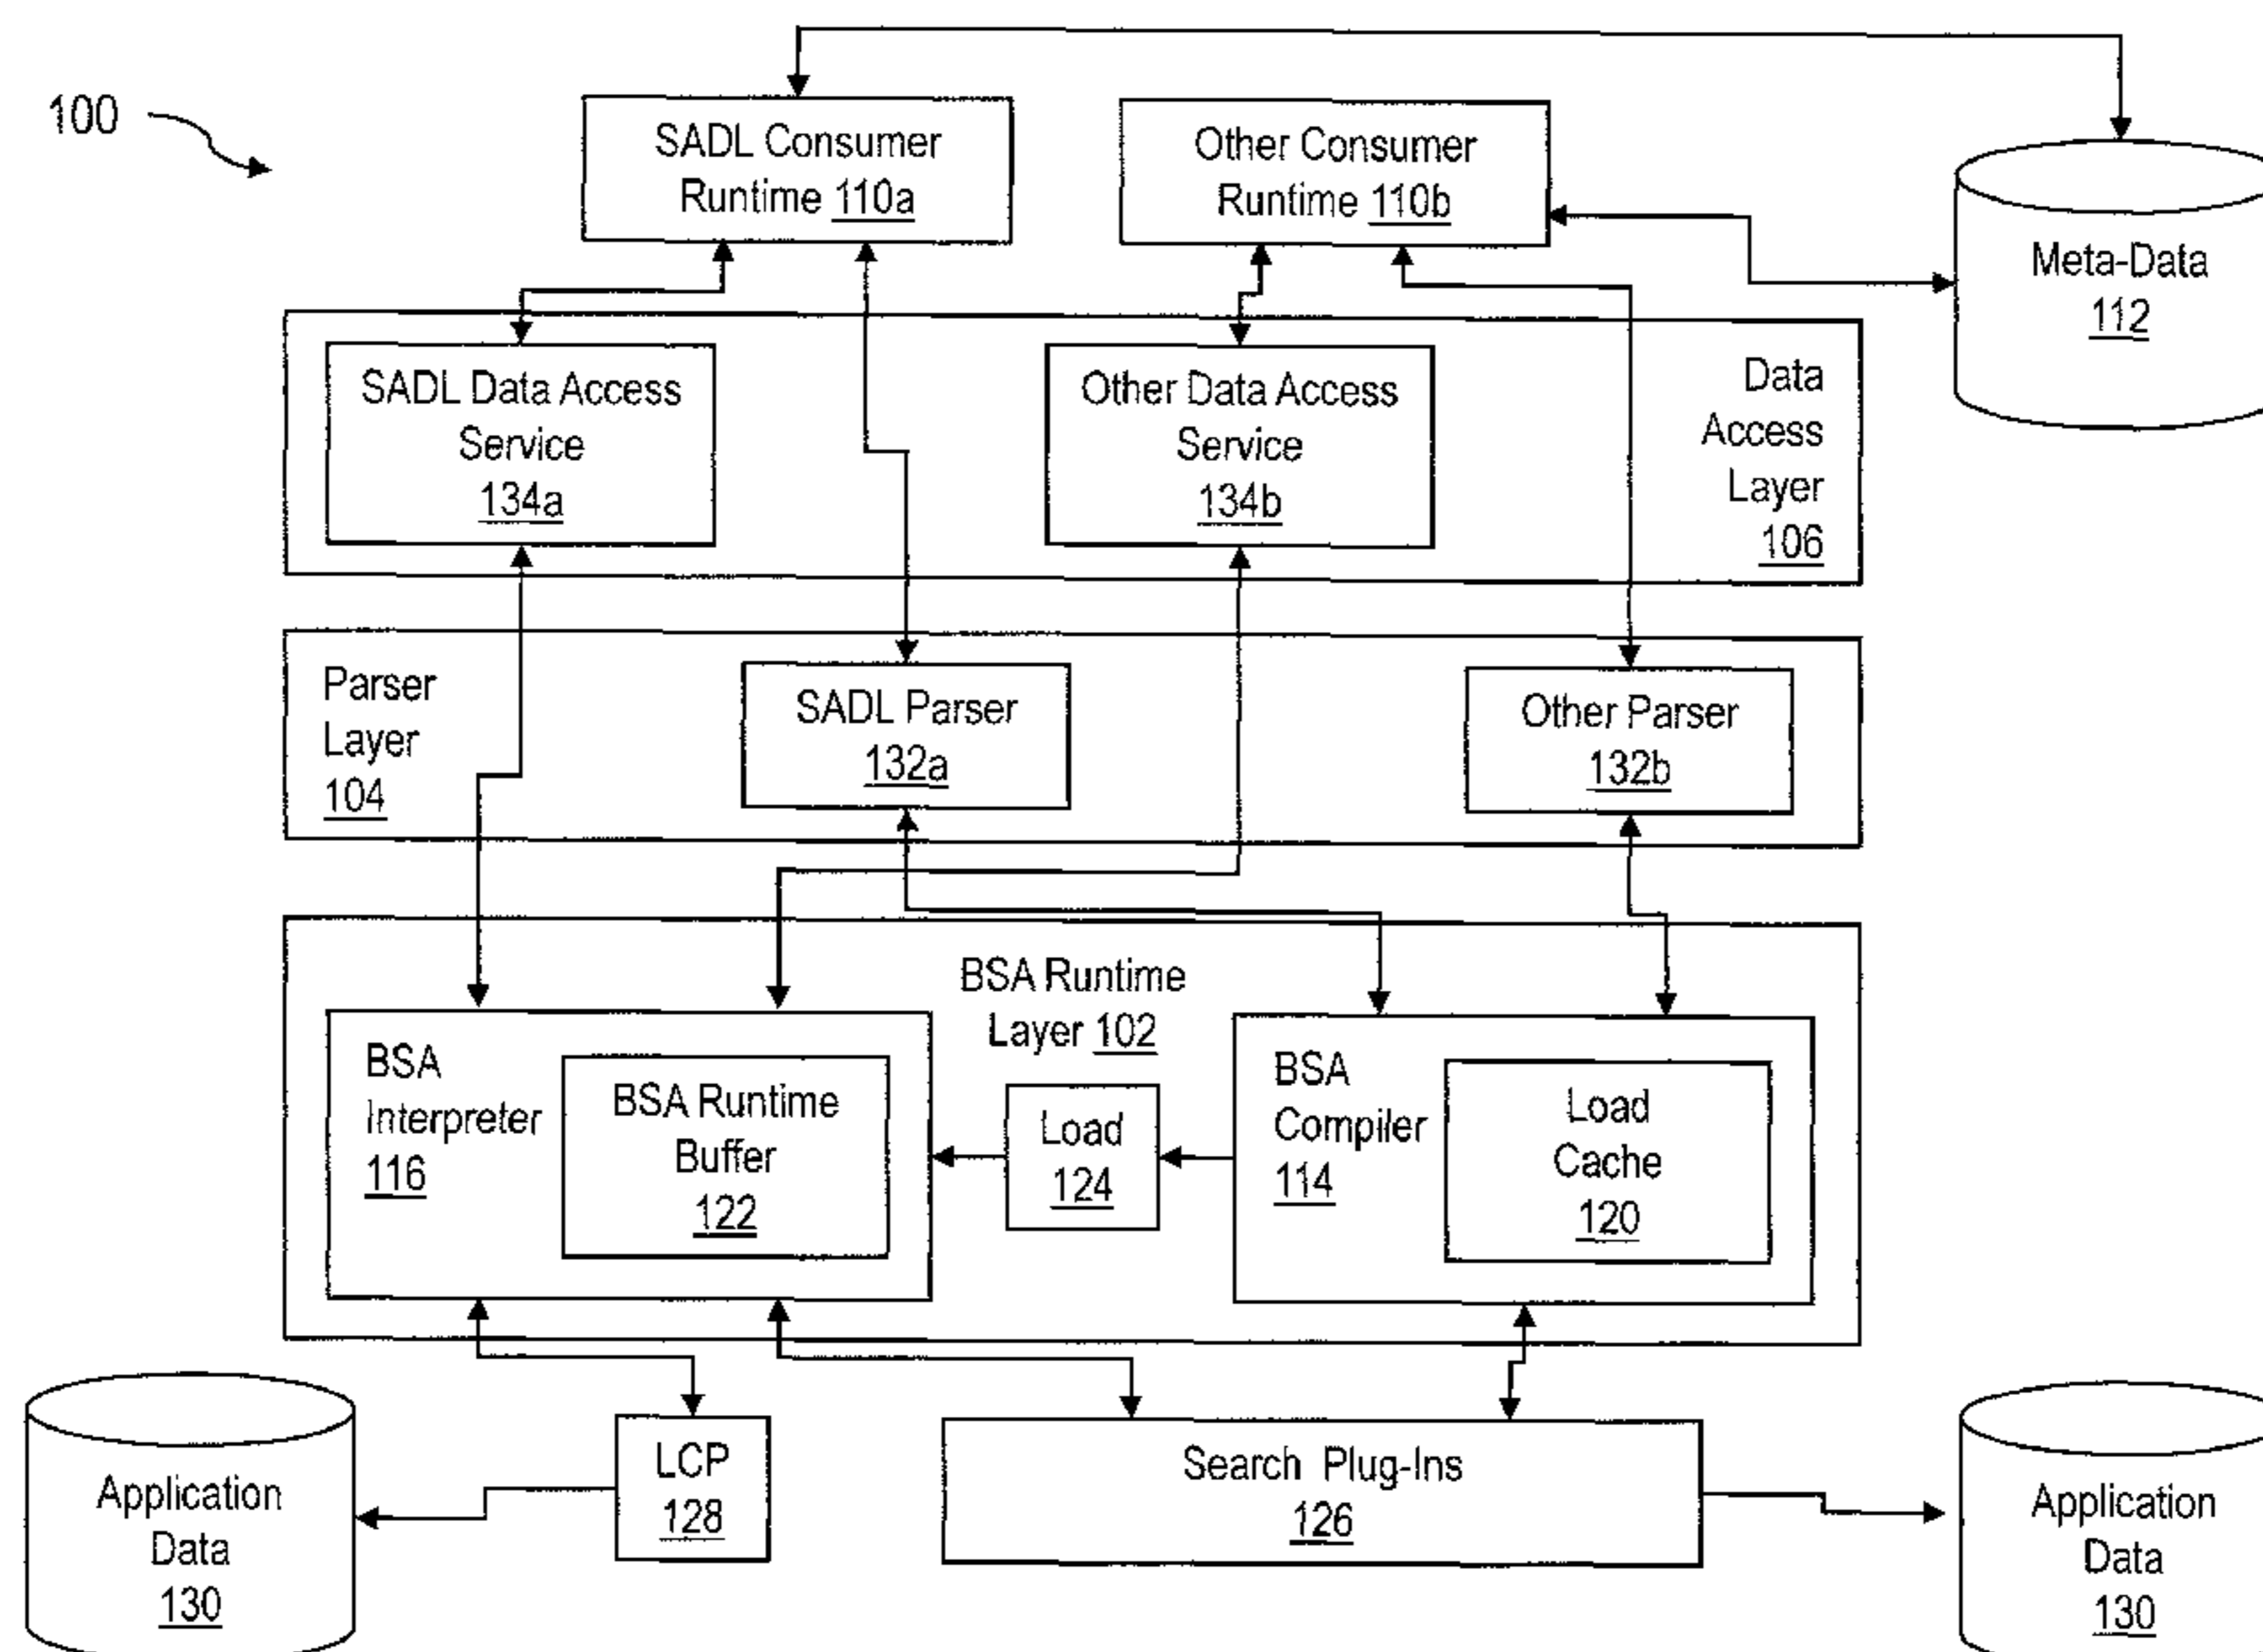 100
SADL Consumer
Runtime 110a
Other Consumer
Runtime 110b
Meta-Data
112
SADL Data Access
Service
134a
Other Data Access
Service
134b
Data
Access
Layer
106
Parser
Layer
104
SADL Parser
132a
Other Parser
132b
BSA Runtime
Layer 102
BSA
Interpreter
116
BSA Runtime
Buffer
122
Load
124
BSA
Compiler
114
Load
Cache
120
Application
Data
130
LCP
128
Search Plug-Ins
126
Application
Data
130